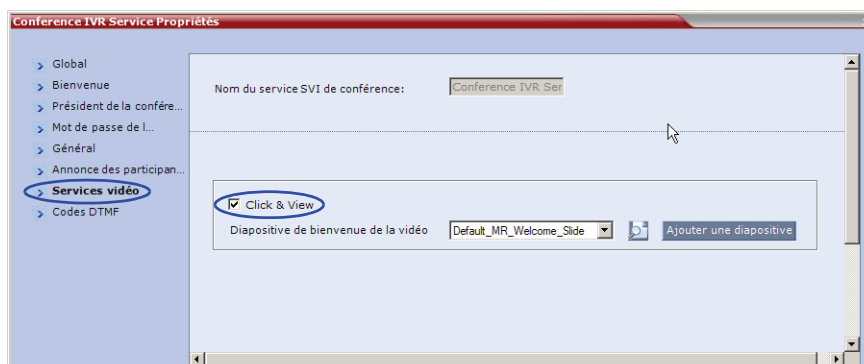 Conference IVR Service Propriétés
Global
Bienvenue
Président de la confére...
Mot de passe de l...
Général
Annonce des participan...
Services vidéo
Codes DTMF
Nom du service SVI de conférence:
Conference IVR Ser
Click & View
Diapositive de bienvenue de la vidéo
Default_MR_Welcome_Slide
Ajouter une diapositive